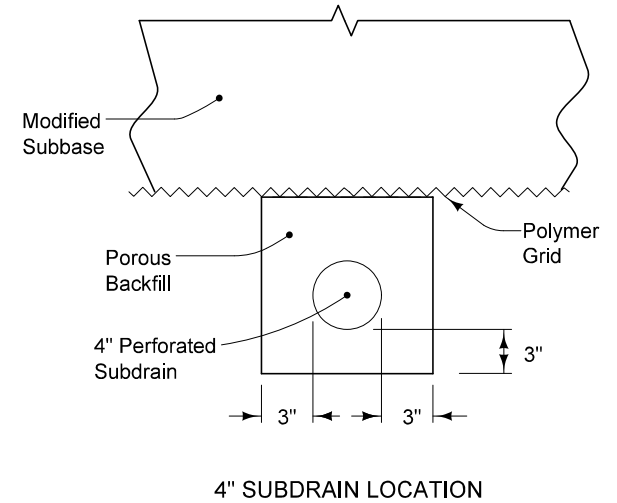 Modified
Subbase
Polymer
Grid
Porous
Backfill
4" Perforated
Subdrain
3"
3"
3"
4" SUBDRAIN LOCATION